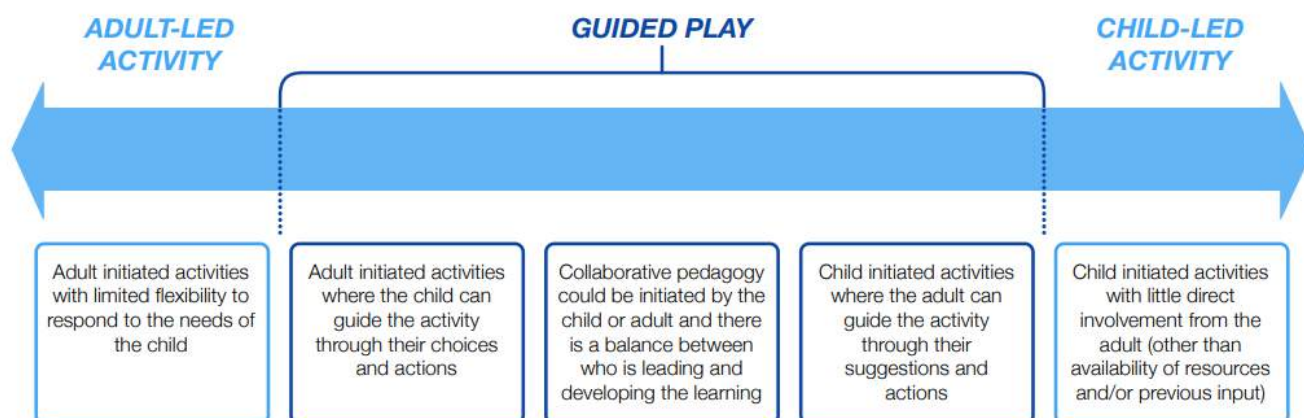 ADULT-LED
ACTIVITY
GUIDED PLAY
CHILD-LED
ACTIVITY
Adult initiated activities
with limited flexibility to
respond to the needs of
the child
Adult initiated activities
where the child can
guide the activity
through their choices
and actions
Collaborative pedagogy
could be initiated by the
child or adult and there
is a balance between
who is leading and
developing the learning
Child initiated activities
where the adult can
guide the activity
through their
suggestions and
actions
Child initiated activities
with little direct
involvement from the
adult (other than
availability of resources
and/or previous input)